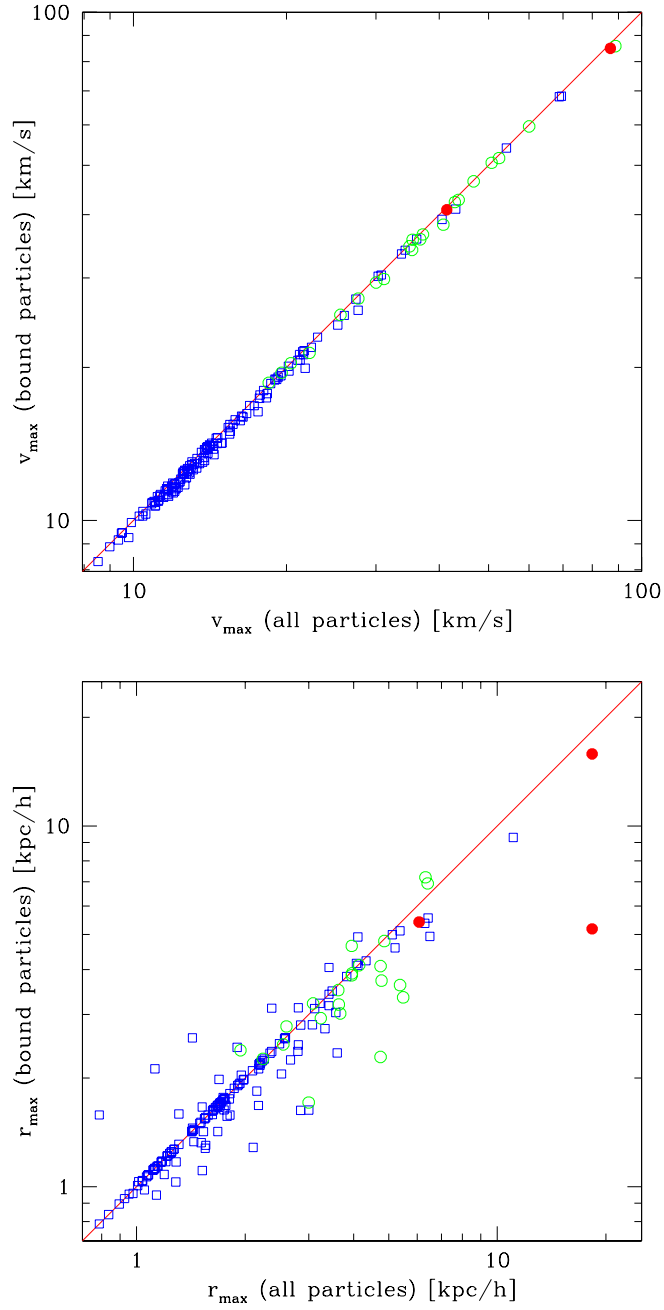 100
v_max (bound particles) [km/s]
10
10
100
v_max (all particles) [km/s]
r_max (bound particles) [kpc/h]
10
1
1
10
r_max (all particles) [kpc/h]